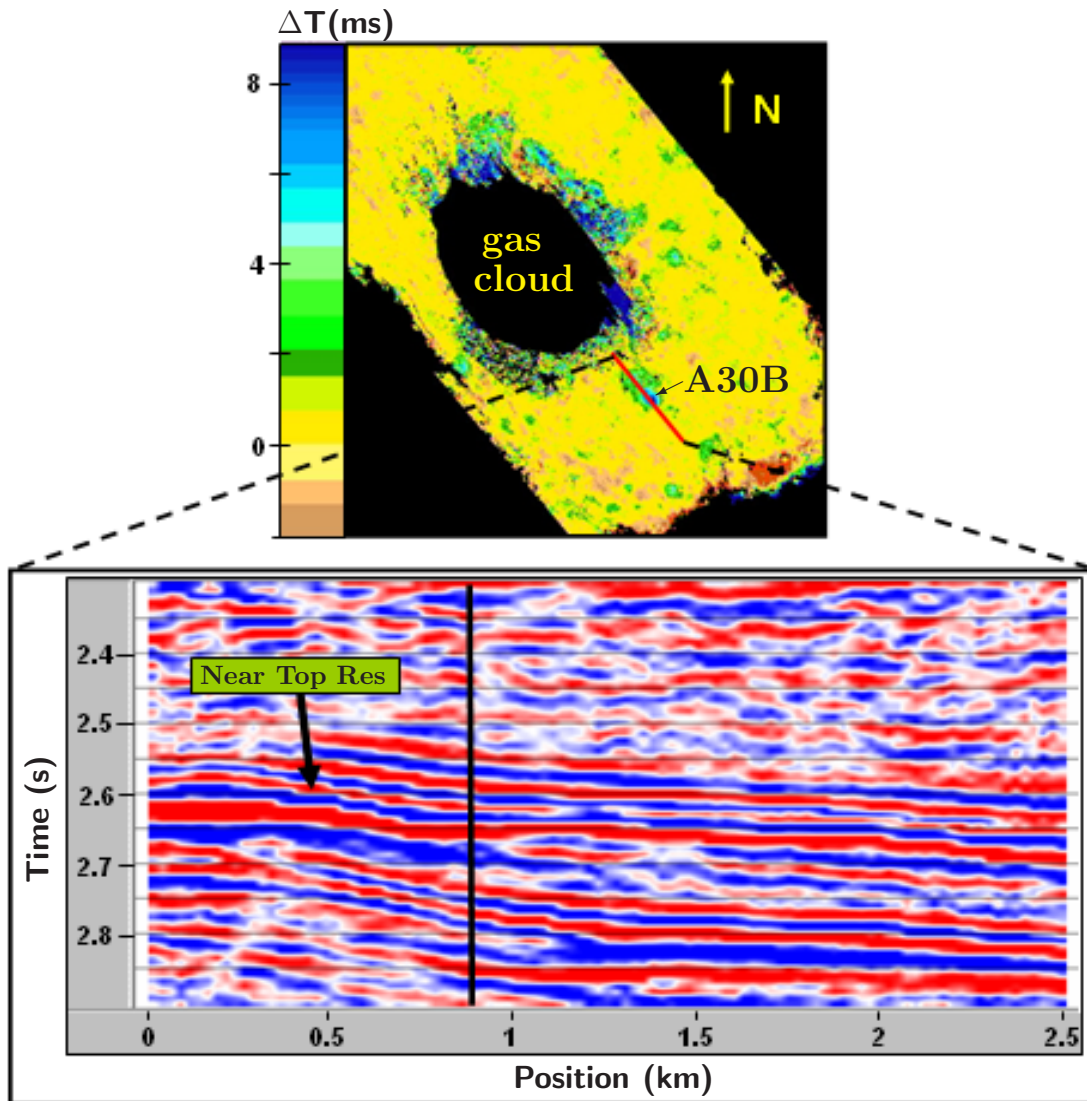 ΔT(ms)
8
4
0
N
gas
cloud
A30B
Near Top Res
Time (s)
2.4
2.5
2.6
2.7
2.8
0
0.5
1
1.5
2
2.5
Position (km)